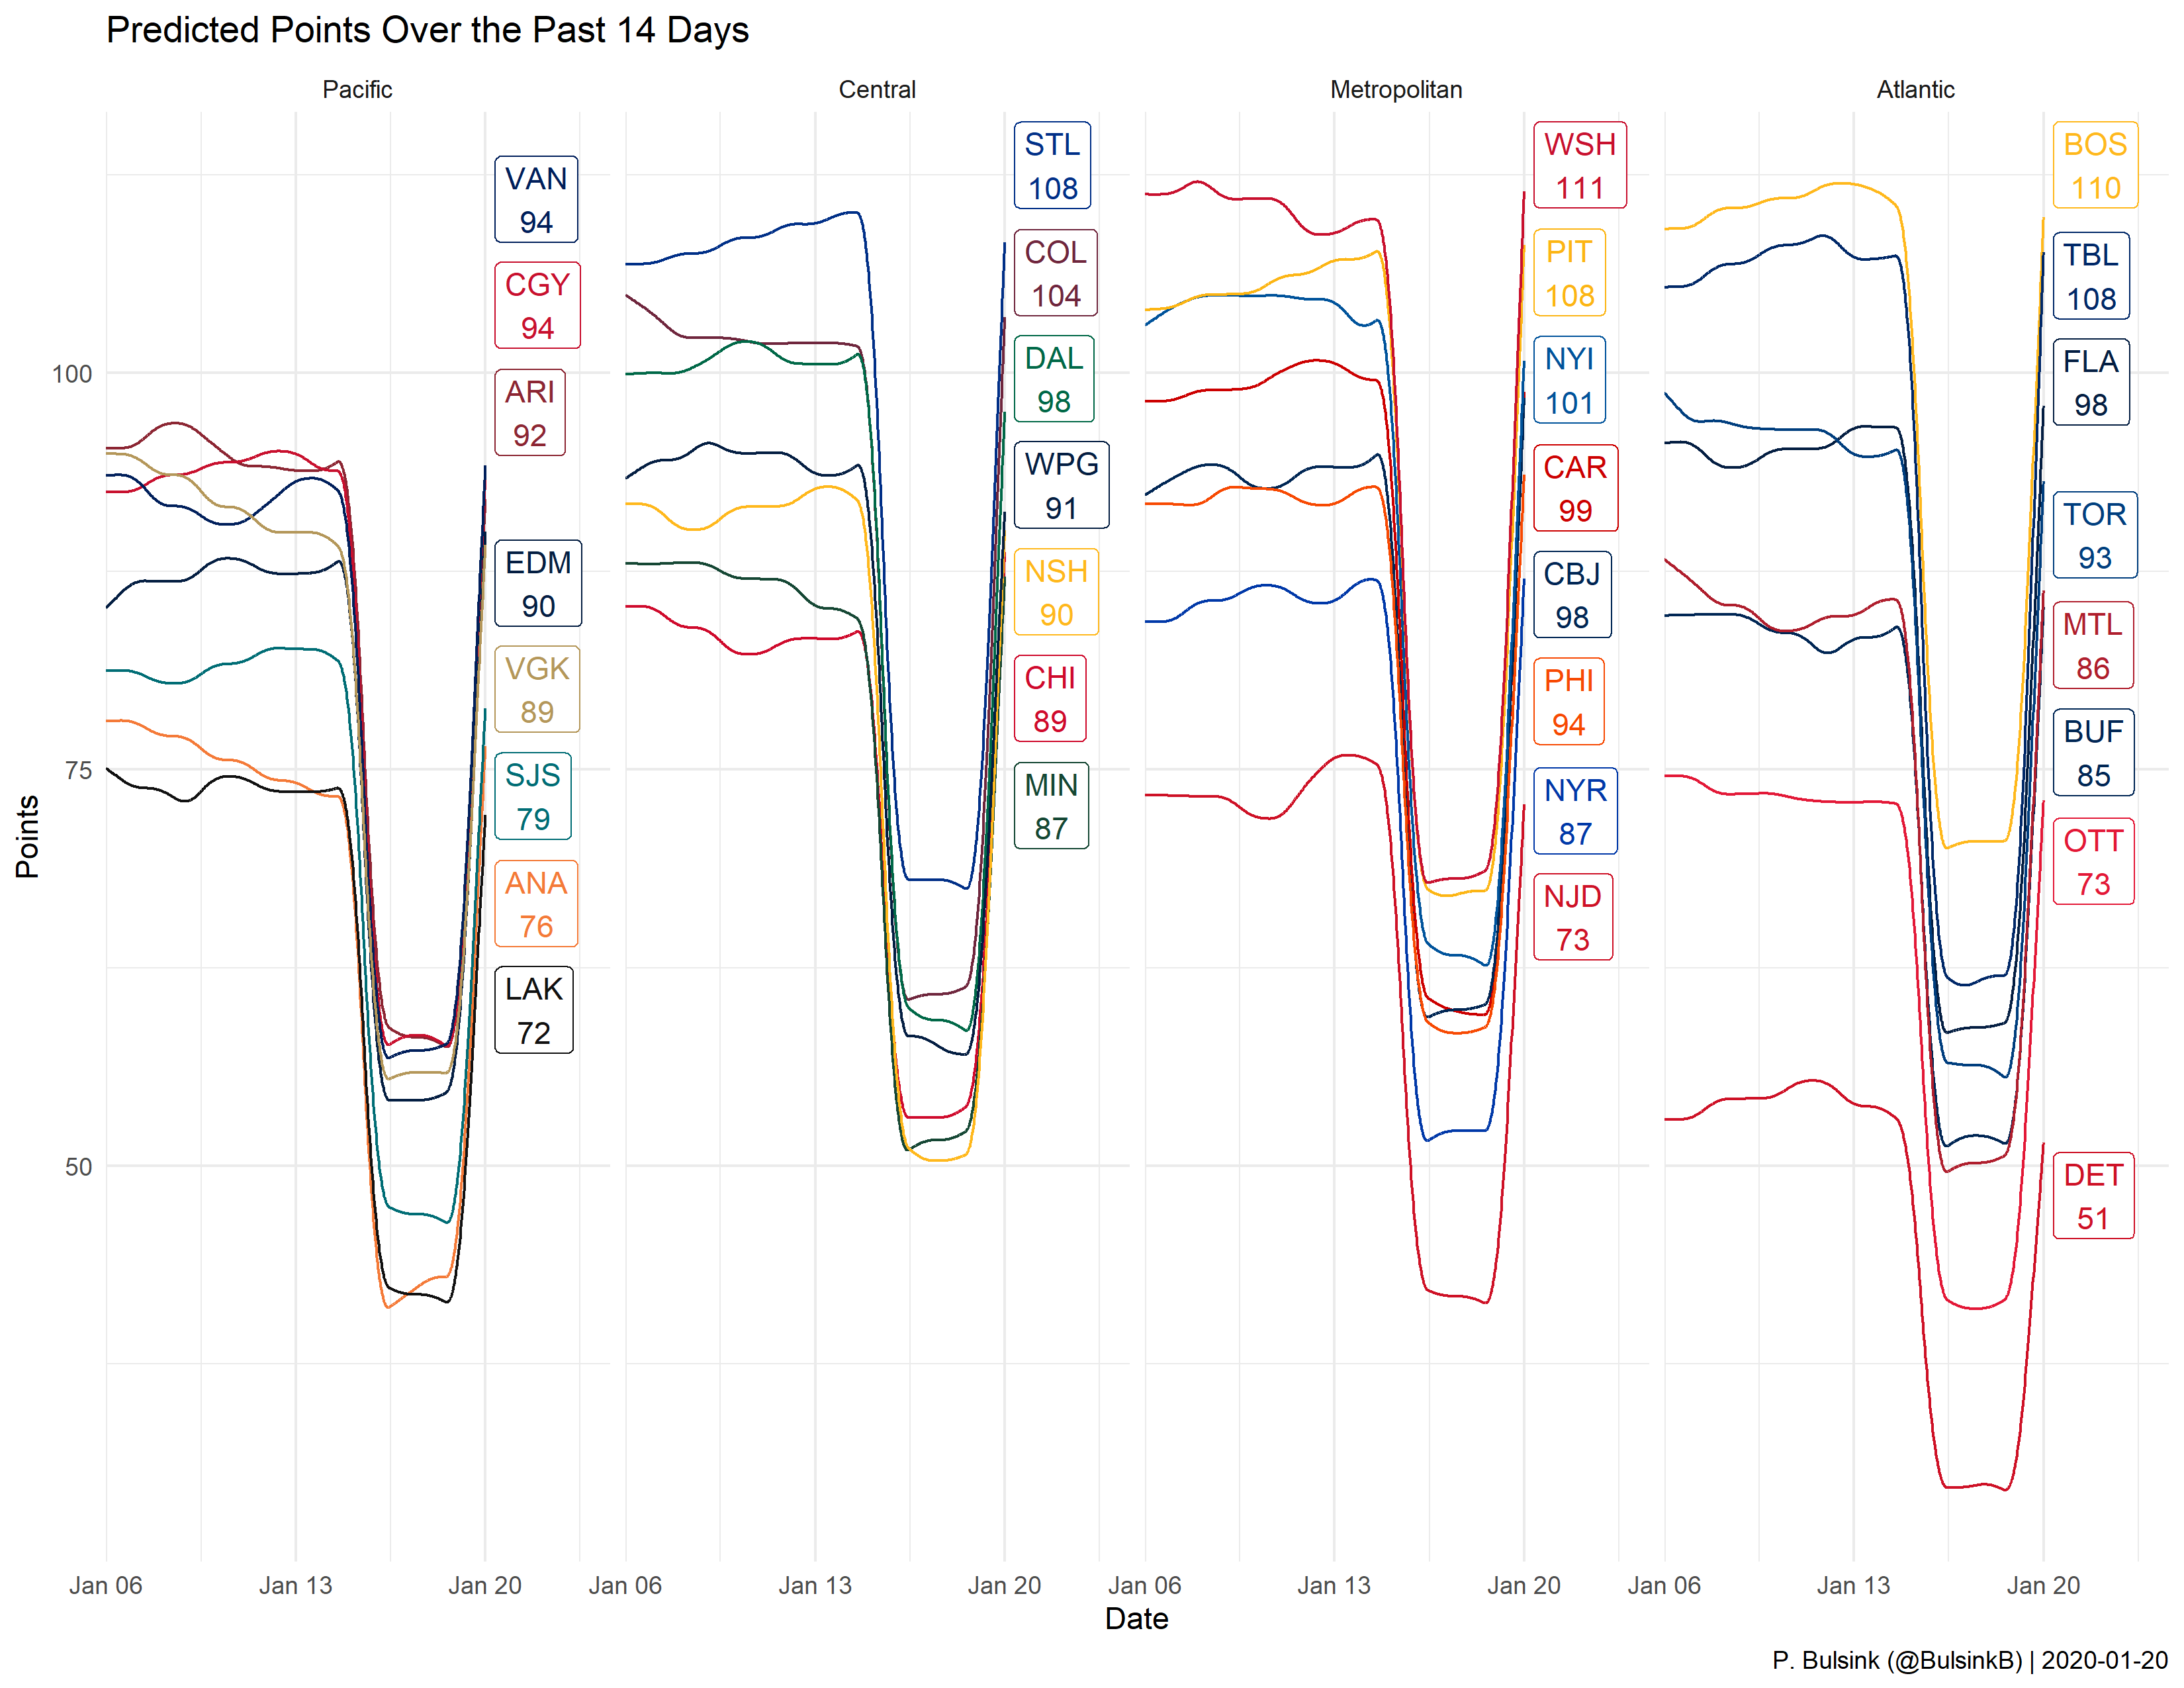 Predicted Points Over the Past 14 Days
Pacific
Central
Metropolitan
Atlantic
Points
100
75
50
VAN
94
CGY
94
ARI
92
EDM
90
VGK
89
SJS
79
ANA
76
LAK
72
STL
108
COL
104
DAL
98
WPG
91
NSH
90
CHI
89
MIN
87
WSH
111
PIT
108
NYI
101
CAR
99
CBJ
98
PHI
94
NYR
87
NJD
73
BOS
110
TBL
108
FLA
98
TOR
93
MTL
86
BUF
85
OTT
73
DET
51
Jan 06 Jan 13 Jan 20 Jan 06 Jan 13 Jan 20 Jan 06 Jan 13 Jan 20 Jan 06 Jan 13 Jan 20
Date
P. Bulsink (@BulsinkB) | 2020-01-20